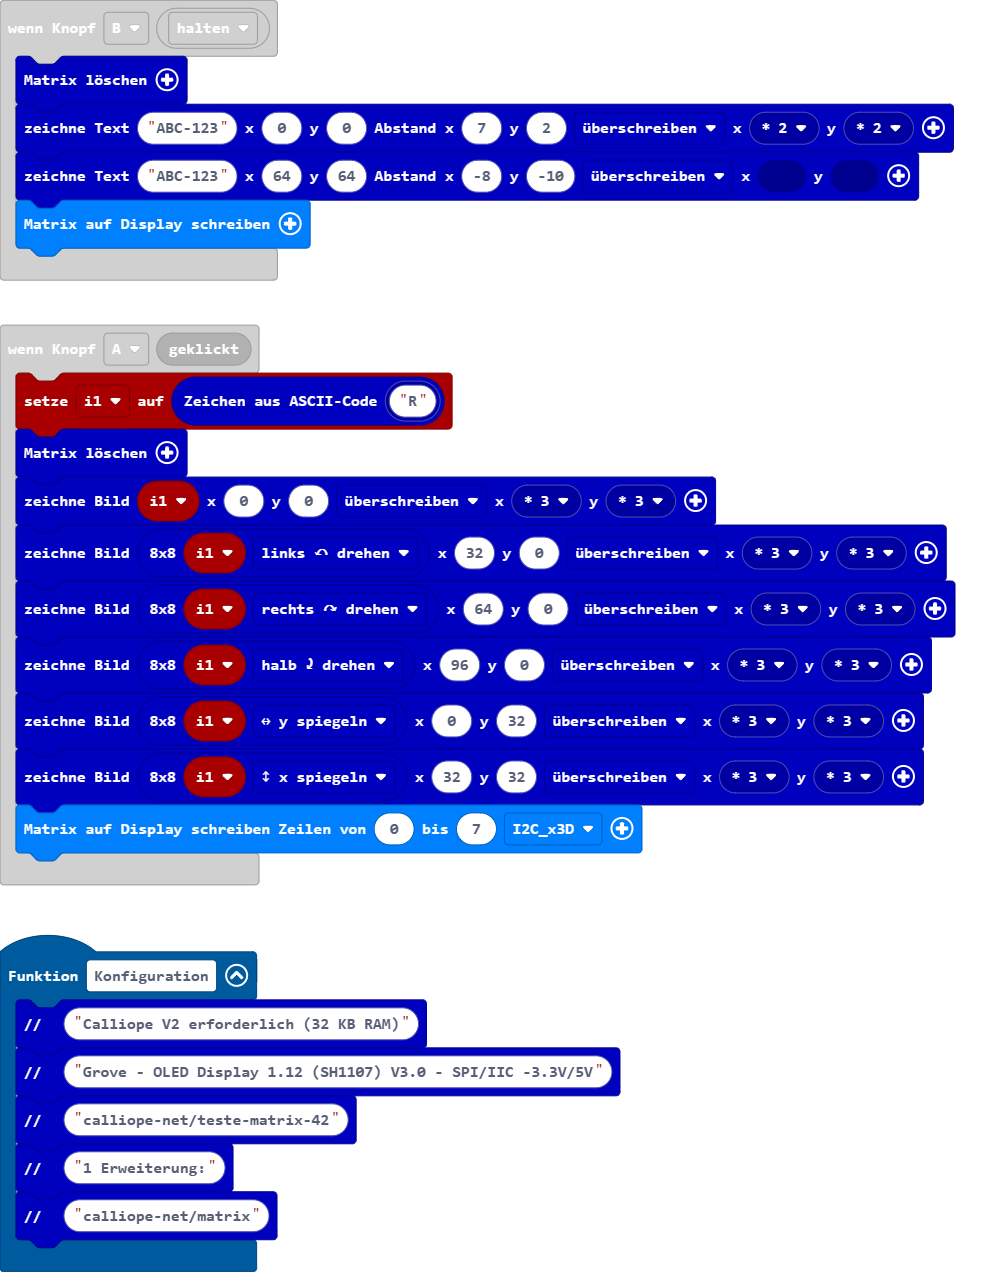 wenn Knopf B halten
Matrix löschen
zeichne Text "ABC-123" x 0 y 0 Abstand x 7 y 2 überschreiben x * 2 y * 2
zeichne Text "ABC-123" x 64 y 64 Abstand x -8 y -10 überschreiben x y
Matrix auf Display schreiben
wenn Knopf A geklickt
setze i1 auf Zeichen aus ASCII-Code "R"
Matrix löschen
zeichne Bild i1 x 0 y 0 überschreiben x * 3 y * 3
zeichne Bild 8x8 i1 links ↶ drehen x 32 y 0 überschreiben x * 3 y * 3
zeichne Bild 8x8 i1 rechts ↷ drehen x 64 y 0 überschreiben x * 3 y * 3
zeichne Bild 8x8 i1 halb ⤸ drehen x 96 y 0 überschreiben x * 3 y * 3
zeichne Bild 8x8 i1 ↔ y spiegeln x 0 y 32 überschreiben x * 3 y * 3
zeichne Bild 8x8 i1 ↕ x spiegeln x 32 y 32 überschreiben x * 3 y * 3
Matrix auf Display schreiben Zeilen von 0 bis 7 I2C_x3D
Funktion Konfiguration
// "Calliope V2 erforderlich (32 KB RAM)"
// "Grove - OLED Display 1.12 (SH1107) V3.0 - SPI/IIC -3.3V/5V"
// "calliope-net/teste-matrix-42"
// "1 Erweiterung:"
// "calliope-net/matrix"